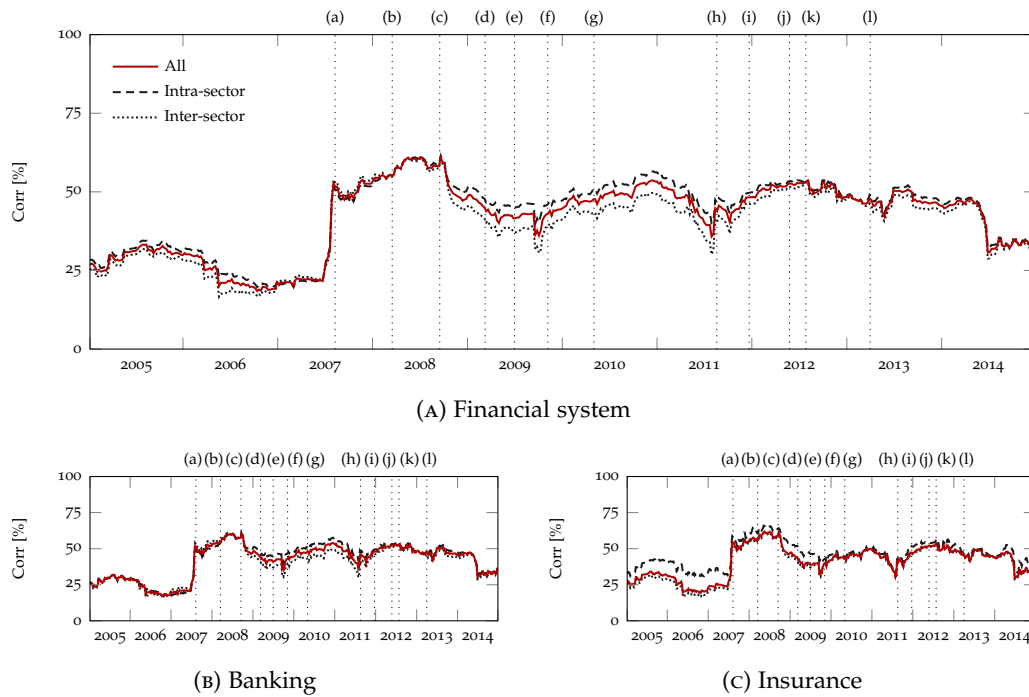 (a) (b) (c) (d) (e) (f) (g) (h) (i) (j) (k) (l)
100
All
Intra-sector
75
Inter-sector
Corr [%]
50
25
0
2005 2006 2007 2008 2009 2010 2011 2012 2013 2014
(A) Financial system
(a) (b) (c) (d) (e) (f) (g) (h) (i) (j) (k) (l)
100
75
Corr [%]
50
25
0
2005 2006 2007 2008 2009 2010 2011 2012 2013 2014
(B) Banking
(a) (b) (c) (d) (e) (f) (g) (h) (i) (j) (k) (l)
100
75
Corr [%]
50
25
0
2005 2006 2007 2008 2009 2010 2011 2012 2013 2014
(C) Insurance